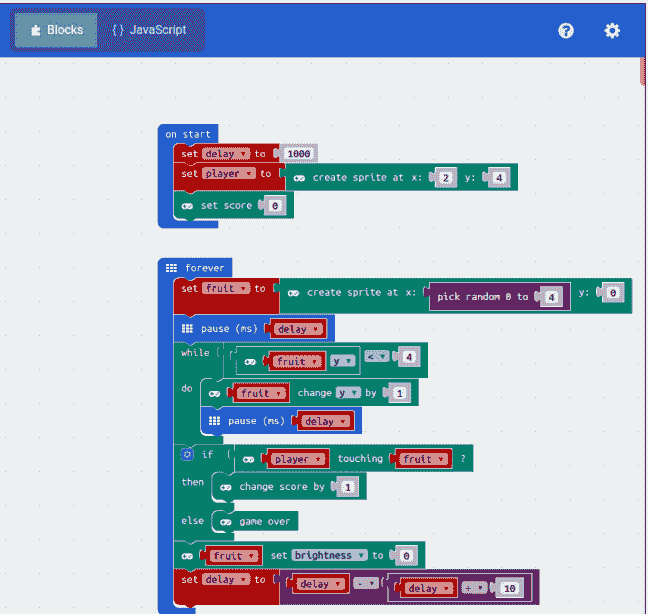 Blocks {} JavaScript ?
on start
set delay to 1000
set player to create sprite at x: 2 y: 4
set score 0
forever
set fruit to create sprite at x: pick random 0 to 4 y: 0
pause (ms) delay
while fruit y < 4
do fruit change y by 1
pause (ms) delay
if player touching fruit ?
then change score by 1
else game over
fruit set brightness to 0
set delay to delay - delay ÷ 10